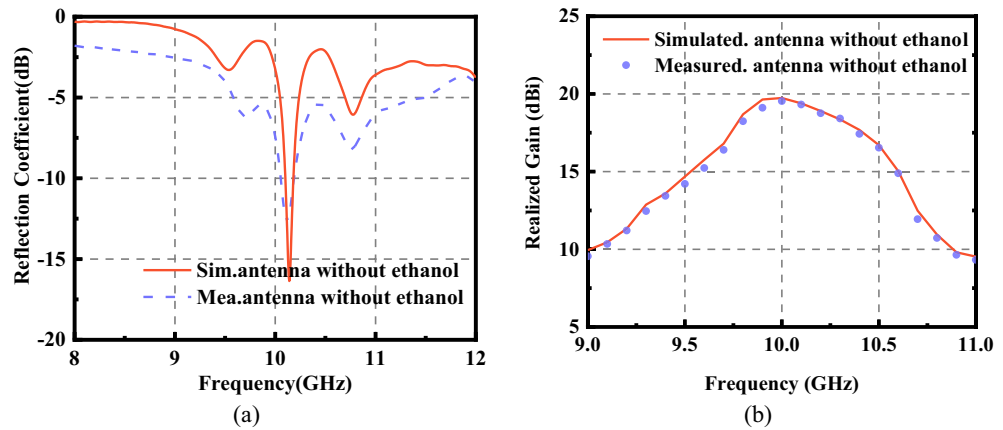 0
-5
-10
-15
-20
8
9
10
11
12
Reflection Coefficient(dB)
Frequency(GHz)
Sim.antenna without ethanol
Mea.antenna without ethanol
(a)
25
20
15
10
5
9.0
9.5
10.0
10.5
11.0
Realized Gain (dBi)
Frequency (GHz)
Simulated. antenna without ethanol
Measured. antenna without ethanol
(b)